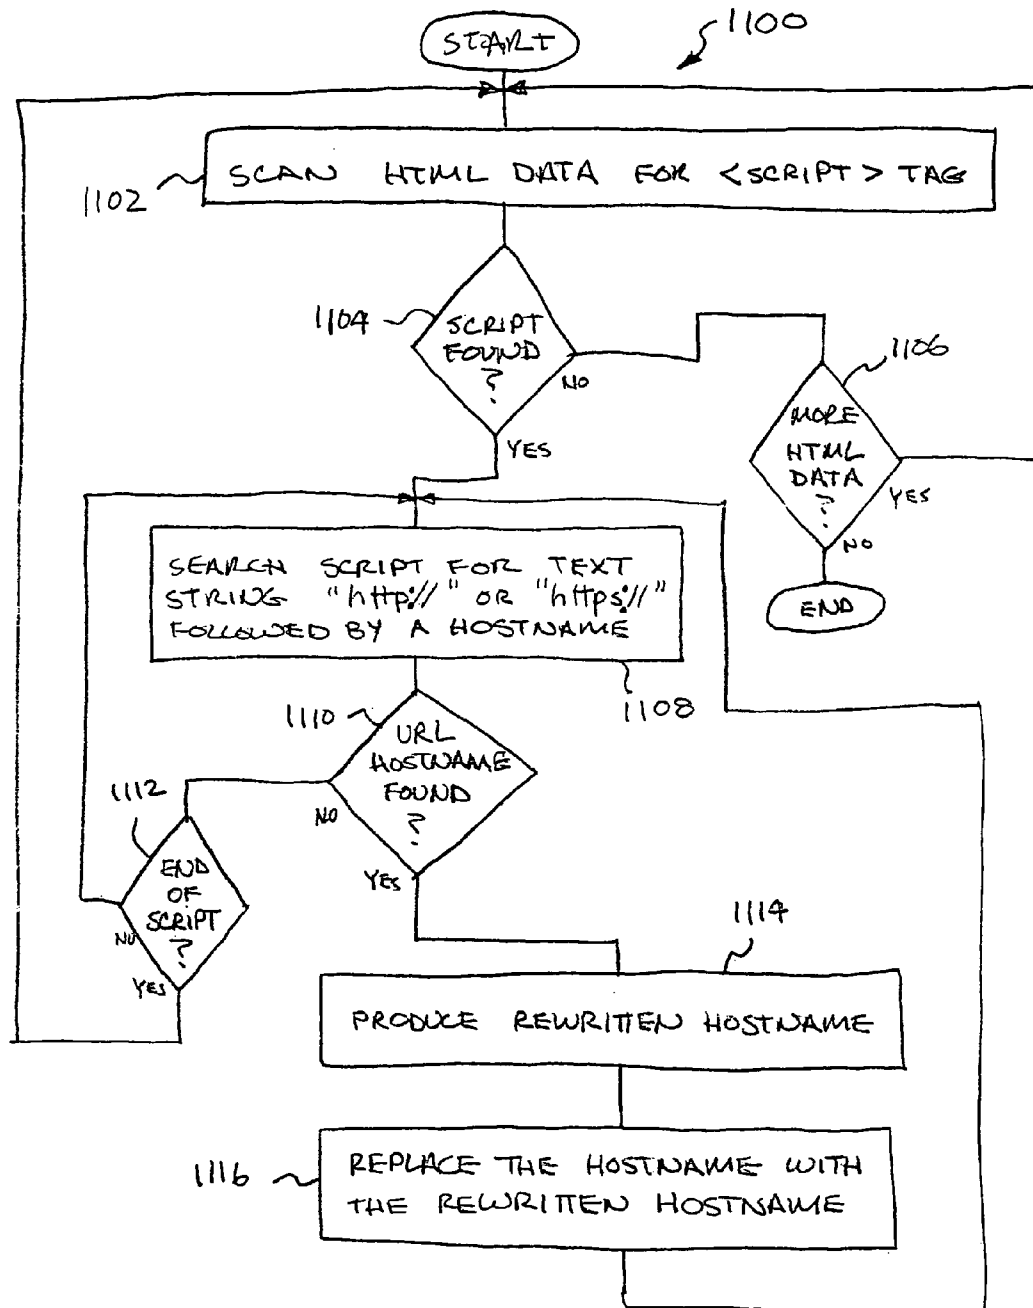 START
1100
SCAN HTML DATA FOR <SCRIPT> TAG
1102
1104
SCRIPT
FOUND
?
NO
YES
1106
MORE
HTML
DATA
?
YES
NO
END
SEARCH SCRIPT FOR TEXT
STRING "http://" OR "https://"
FOLLOWED BY A HOSTNAME
1108
1110
URL
HOSTNAME
FOUND
?
NO
YES
1112
END
OF
SCRIPT
?
NO
YES
1114
PRODUCE REWRITTEN HOSTNAME
1116
REPLACE THE HOSTNAME WITH
THE REWRITTEN HOSTNAME